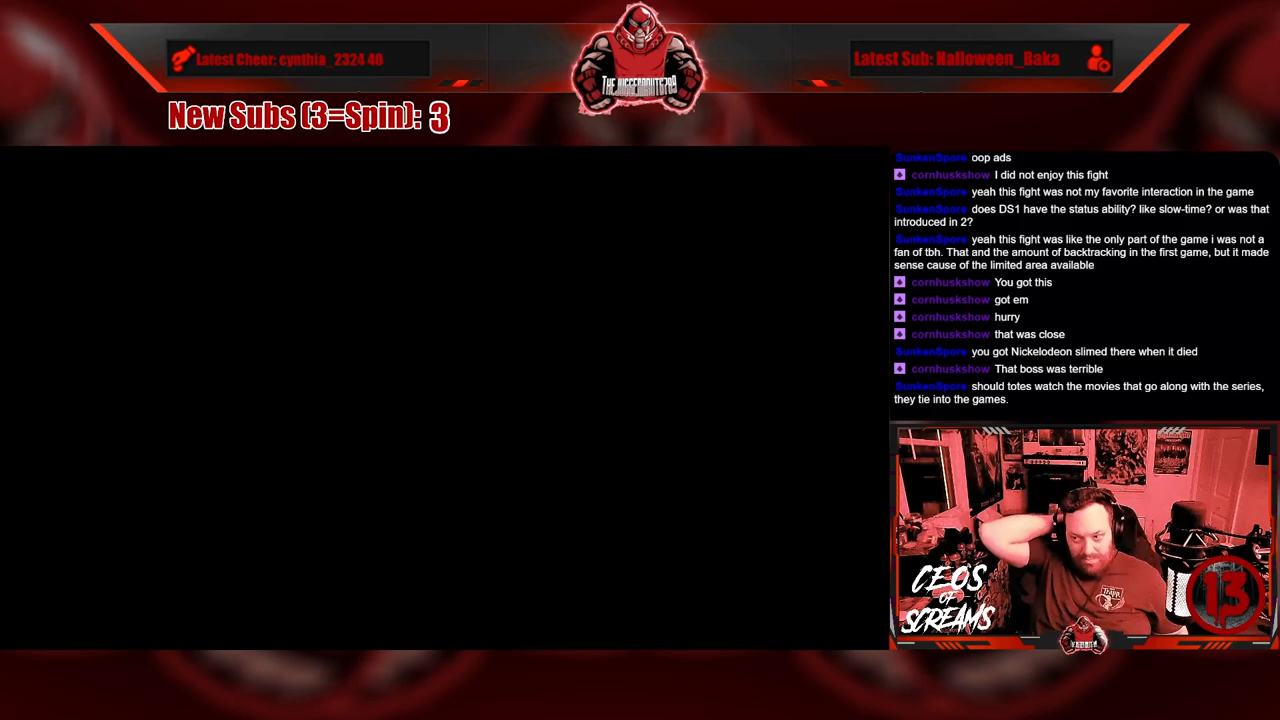 Latest Cheer: cynthia_2324 40
THEJUGGERNAUT6789
Latest Sub: Nalloween_Baka
New Subs (3=Spin): 3
SunkenSpore oop ads
cornhuskshow I did not enjoy this fight
SunkenSpore yeah this fight was not my favorite interaction in the game
SunkenSpore does DS1 have the status ability? like slow-time? or was that
introduced in 2?
SunkenSpore yeah this fight was like the only part of the game i was not a
fan of tbh. That and the amount of backtracking in the first game, but it made
sense cause of the limited area available
cornhuskshow You got this
cornhuskshow got em
cornhuskshow hurry
cornhuskshow that was close
SunkenSpore you got Nickelodeon slimed there when it died
cornhuskshow That boss was terrible
SunkenSpore should totes watch the movies that go along with the series,
they tie into the games.
CEOS
OF
SCREAMS
13